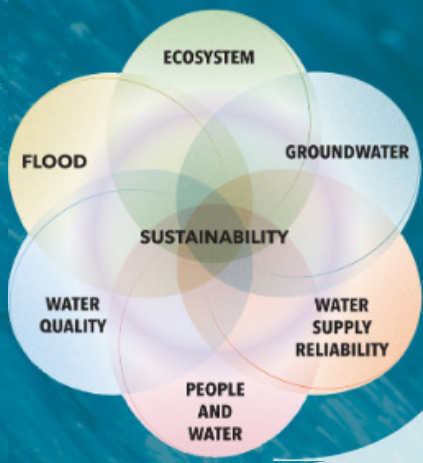 ECOSYSTEM
FLOOD
GROUNDWATER
SUSTAINABILITY
WATER
QUALITY
WATER
SUPPLY
RELIABILITY
PEOPLE
AND
WATER